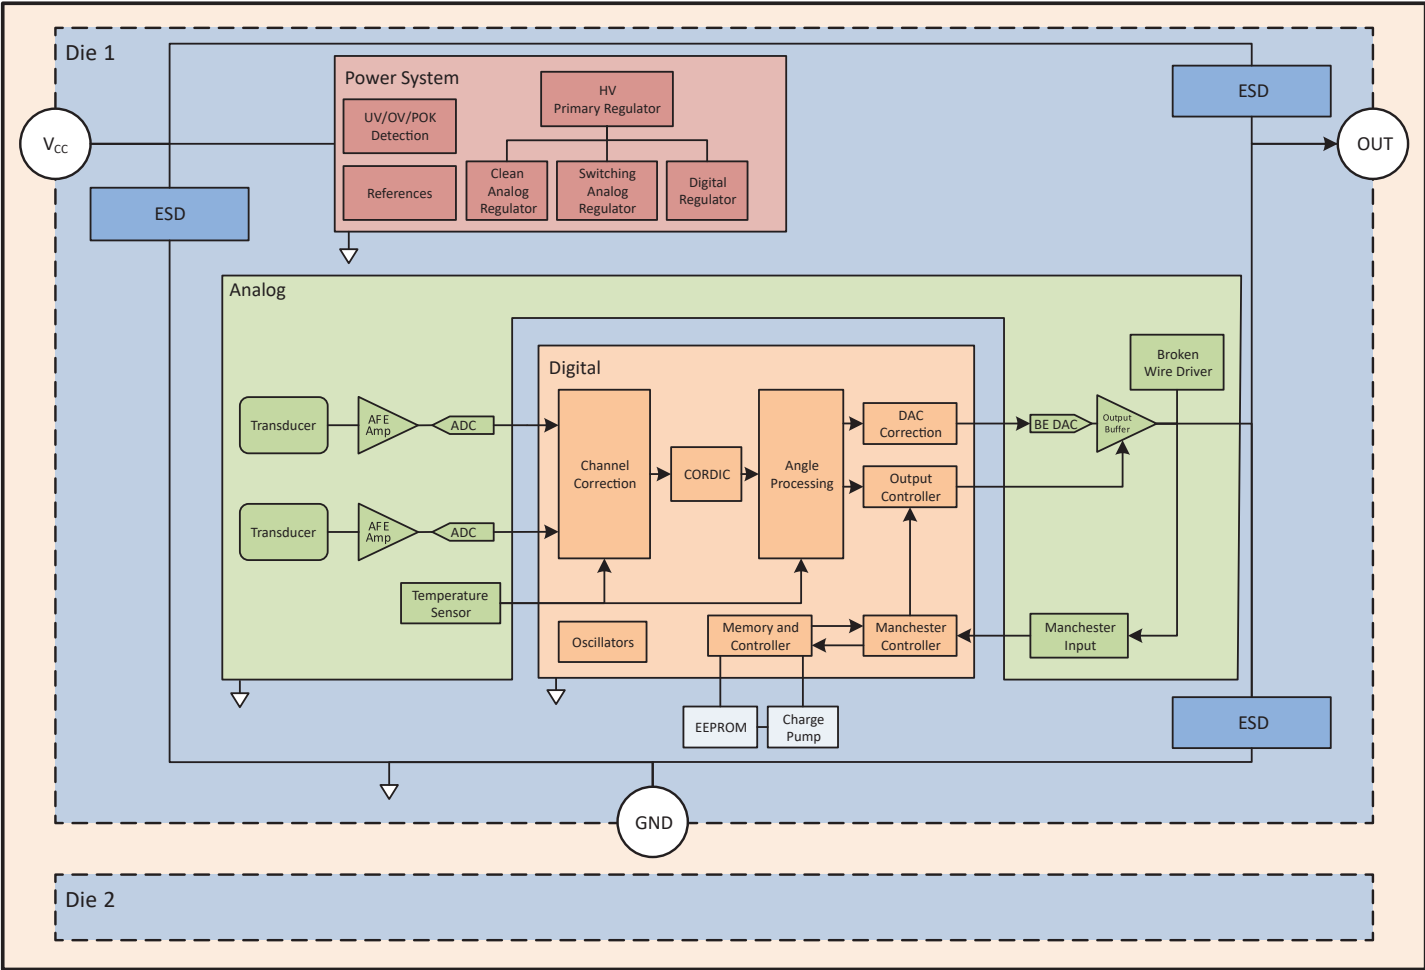 Die 1
Power System
UV/OV/POK
Detection
HV
Primary Regulator
References
Clean
Analog
Regulator
Switching
Analog
Regulator
Digital
Regulator
ESD
VCC
OUT
ESD
Analog
Digital
Broken
Wire Driver
Transducer
AFE
Amp
ADC
Channel
Correction
CORDIC
Angle
Processing
DAC
Correction
BE DAC
Output
Buffer
Output
Controller
Transducer
AFE
Amp
ADC
Temperature
Sensor
Oscillators
Memory and
Controller
Manchester
Controller
Manchester
Input
EEPROM
Charge
Pump
ESD
GND
Die 2